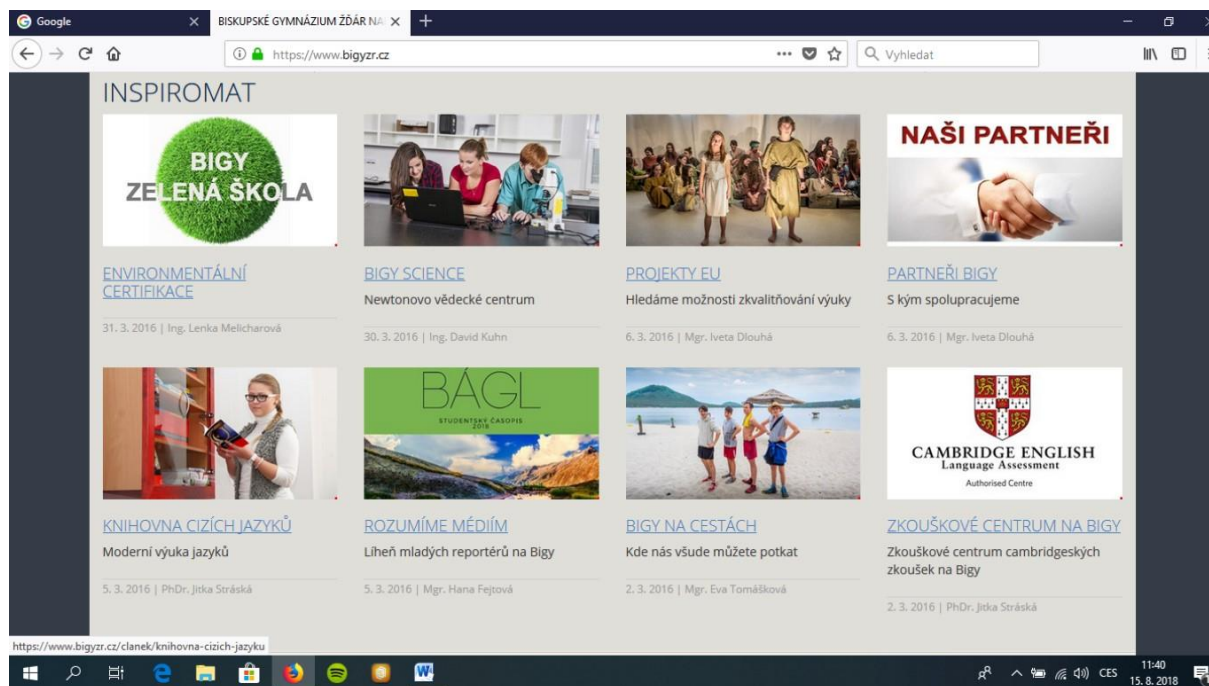 Google
BISKUPSKÉ GYMNÁZIUM ŽĎÁR NA
https://www.bigyzr.cz
Vyhledat
INSPIROMAT
BIGY
ZELENÁ ŠKOLA
NAŠI PARTNEŘI
ENVIRONMENTÁLNÍ
CERTIFIKACE
31. 3. 2016 | Ing. Lenka Melicharová
BIGY SCIENCE
Newtonovo vědecké centrum
30. 3. 2016 | Ing. David Kuhn
PROJEKTY EU
Hledáme možnosti zkvalitňování výuky
6. 3. 2016 | Mgr. Iveta Dlouhá
PARTNEŘI BIGY
S kým spolupracujeme
6. 3. 2016 | Mgr. Iveta Dlouhá
BÁGL
STUDENTSKÝ ČASOPIS
2016
CAMBRIDGE ENGLISH
Language Assessment
Authorised Centre
KNIHOVNA CIZÍCH JAZYKŮ
Moderní výuka jazyků
5. 3. 2016 | PhDr. Jitka Stráská
ROZUMÍME MÉDIÍM
Líheň mladých reportérů na Bigy
5. 3. 2016 | Mgr. Hana Fejtová
BIGY NA CESTÁCH
Kde nás všude můžete potkat
2. 3. 2016 | Mgr. Eva Tomášková
ZKOUŠKOVÉ CENTRUM NA BIGY
Zkouškové centrum cambridgeských
zkoušek na Bigy
2. 3. 2016 | PhDr. Jitka Stráská
https://www.bigyzr.cz/clanek/knihovna-cizich-jazyku
CES
11:40
15. 8. 2018